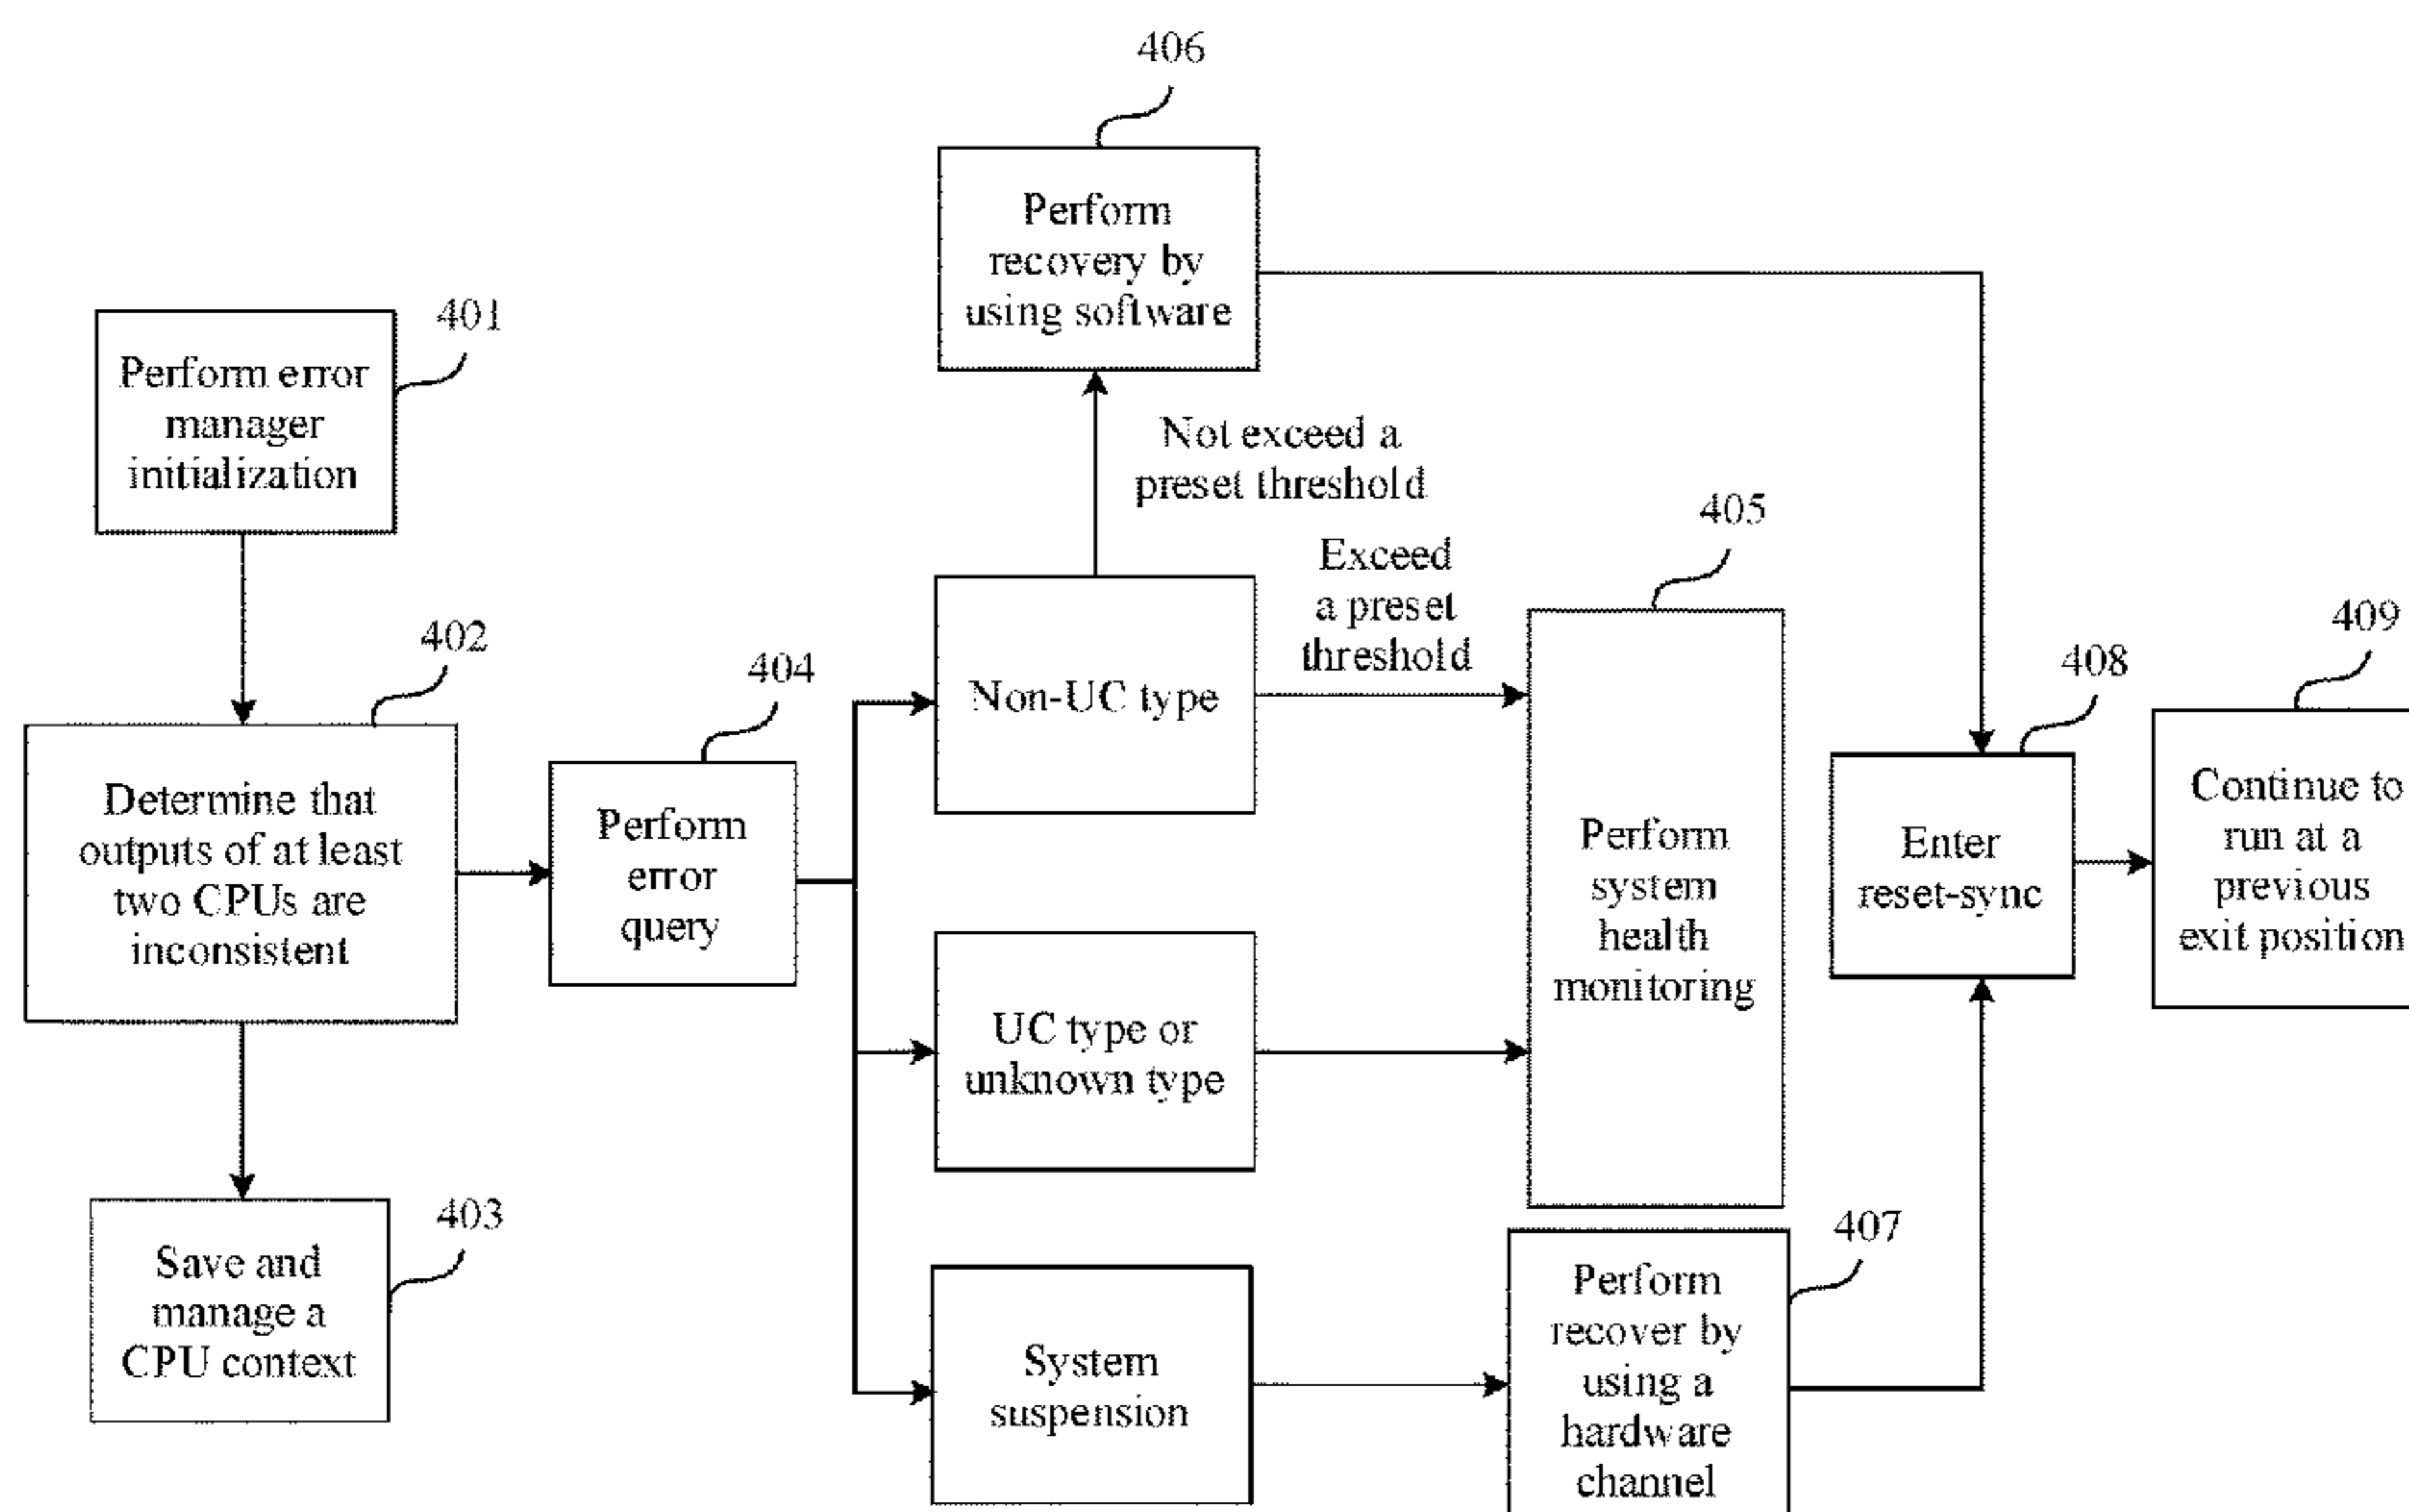 406
Perform
recovery by
using software
401
Perform error
manager
initialization
Not exceed a
preset threshold
405
Exceed
a preset
threshold
402
404
409
408
Determine that
outputs of at least
two CPUs are
inconsistent
Perform
error
query
Non-UC type
Perform
system
health
monitoring
Enter
reset-sync
Continue to
run at a
previous
exit position
UC type or
unknown type
403
Save and
manage a
CPU context
407
System
suspension
Perform
recover by
using a
hardware
channel